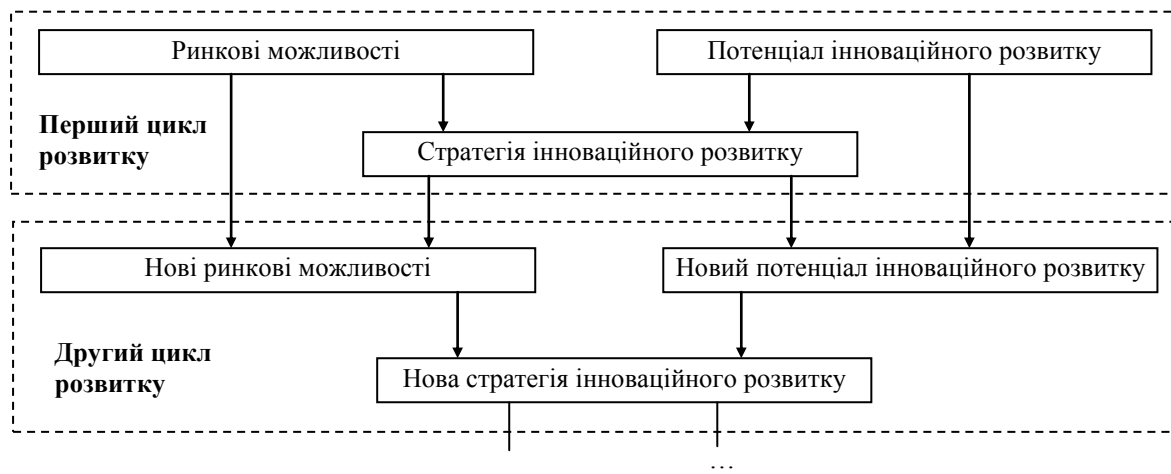 Ринкові можливості
Потенціал інноваційного розвитку
Перший цикл
розвитку
Стратегія інноваційного розвитку
Нові ринкові можливості
Новий потенціал інноваційного розвитку
Другий цикл
розвитку
Нова стратегія інноваційного розвитку
…